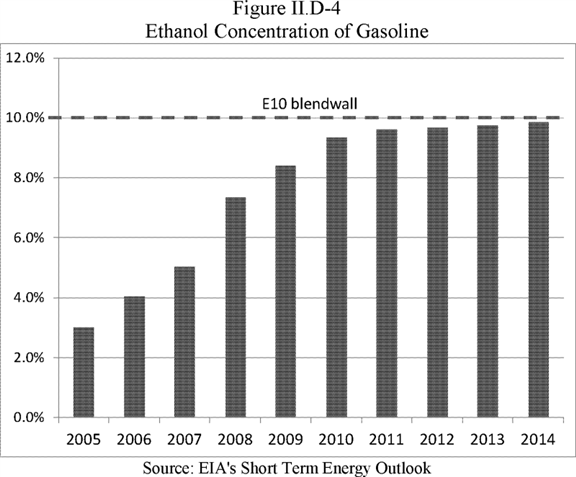 Figure II.D-4
Ethanol Concentration of Gasoline
12.0%
E10 blendwall
10.0%
8.0%
6.0%
4.0%
2.0%
0.0%
2005 2006 2007 2008 2009 2010 2011 2012 2013 2014
Source: EIA's Short Term Energy Outlook